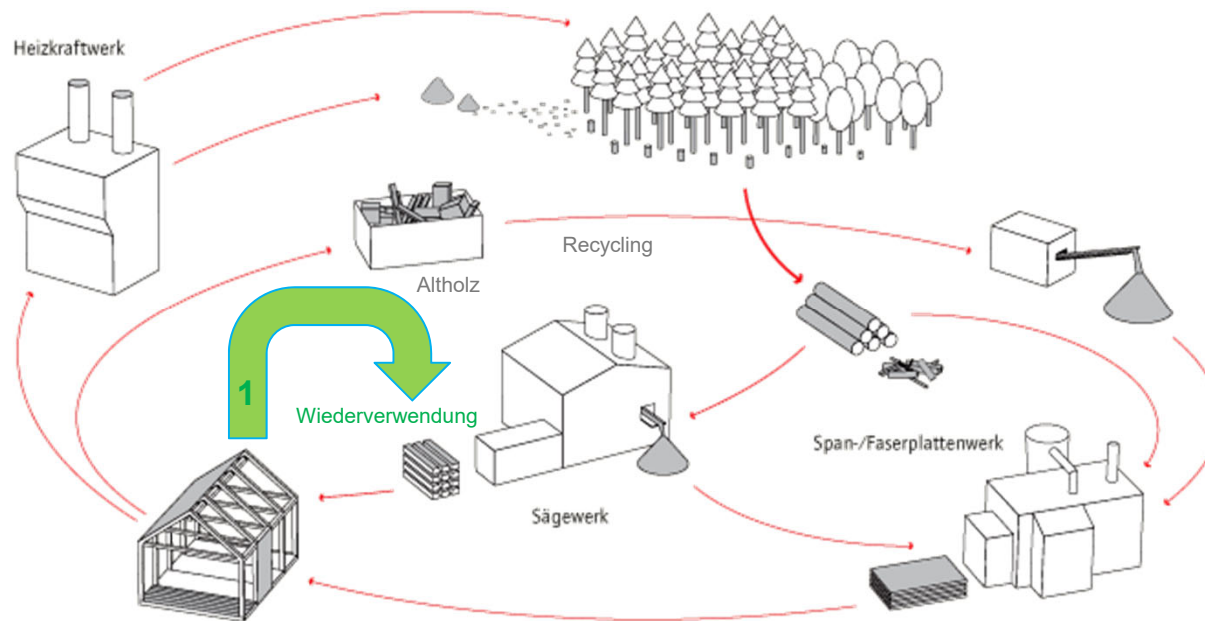 Heizkraftwerk
Recycling
Altholz
1
Wiederverwendung
Span-/Faserplattenwerk
Sägewerk